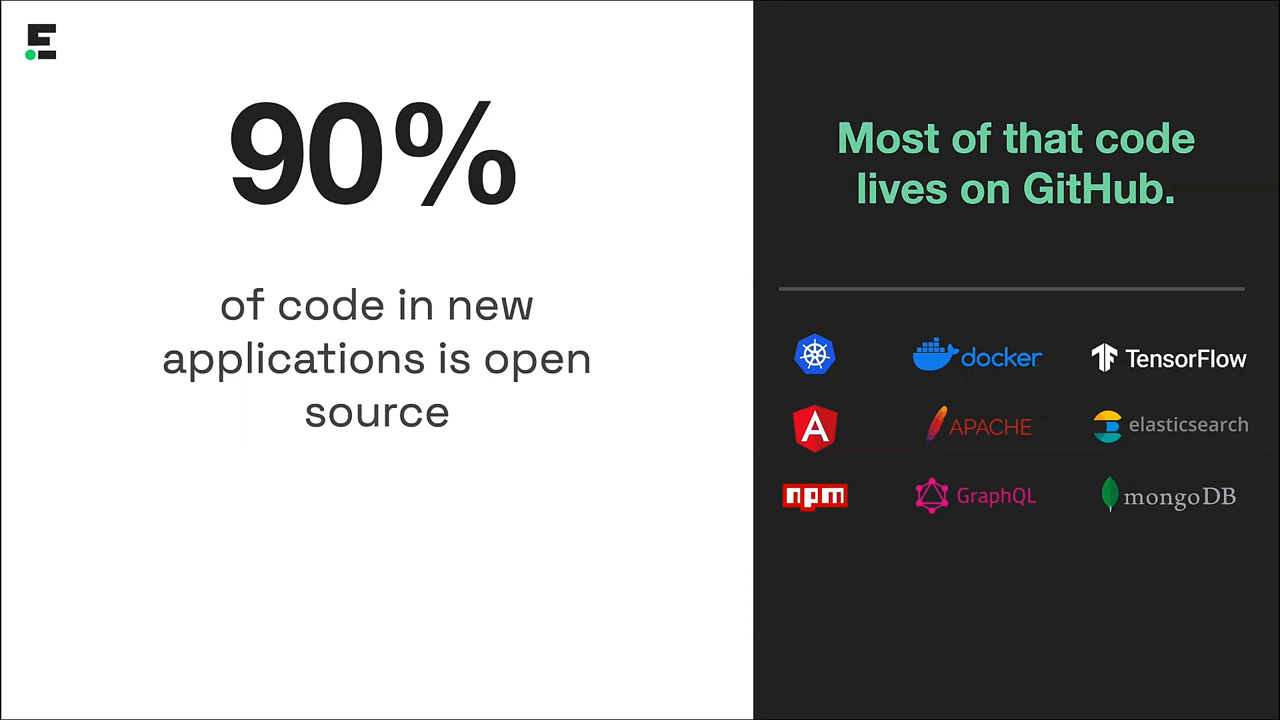 90%
of code in new
applications is open
source
Most of that code
lives on GitHub.
docker
TensorFlow
APACHE
elasticsearch
npm
GraphQL
mongoDB